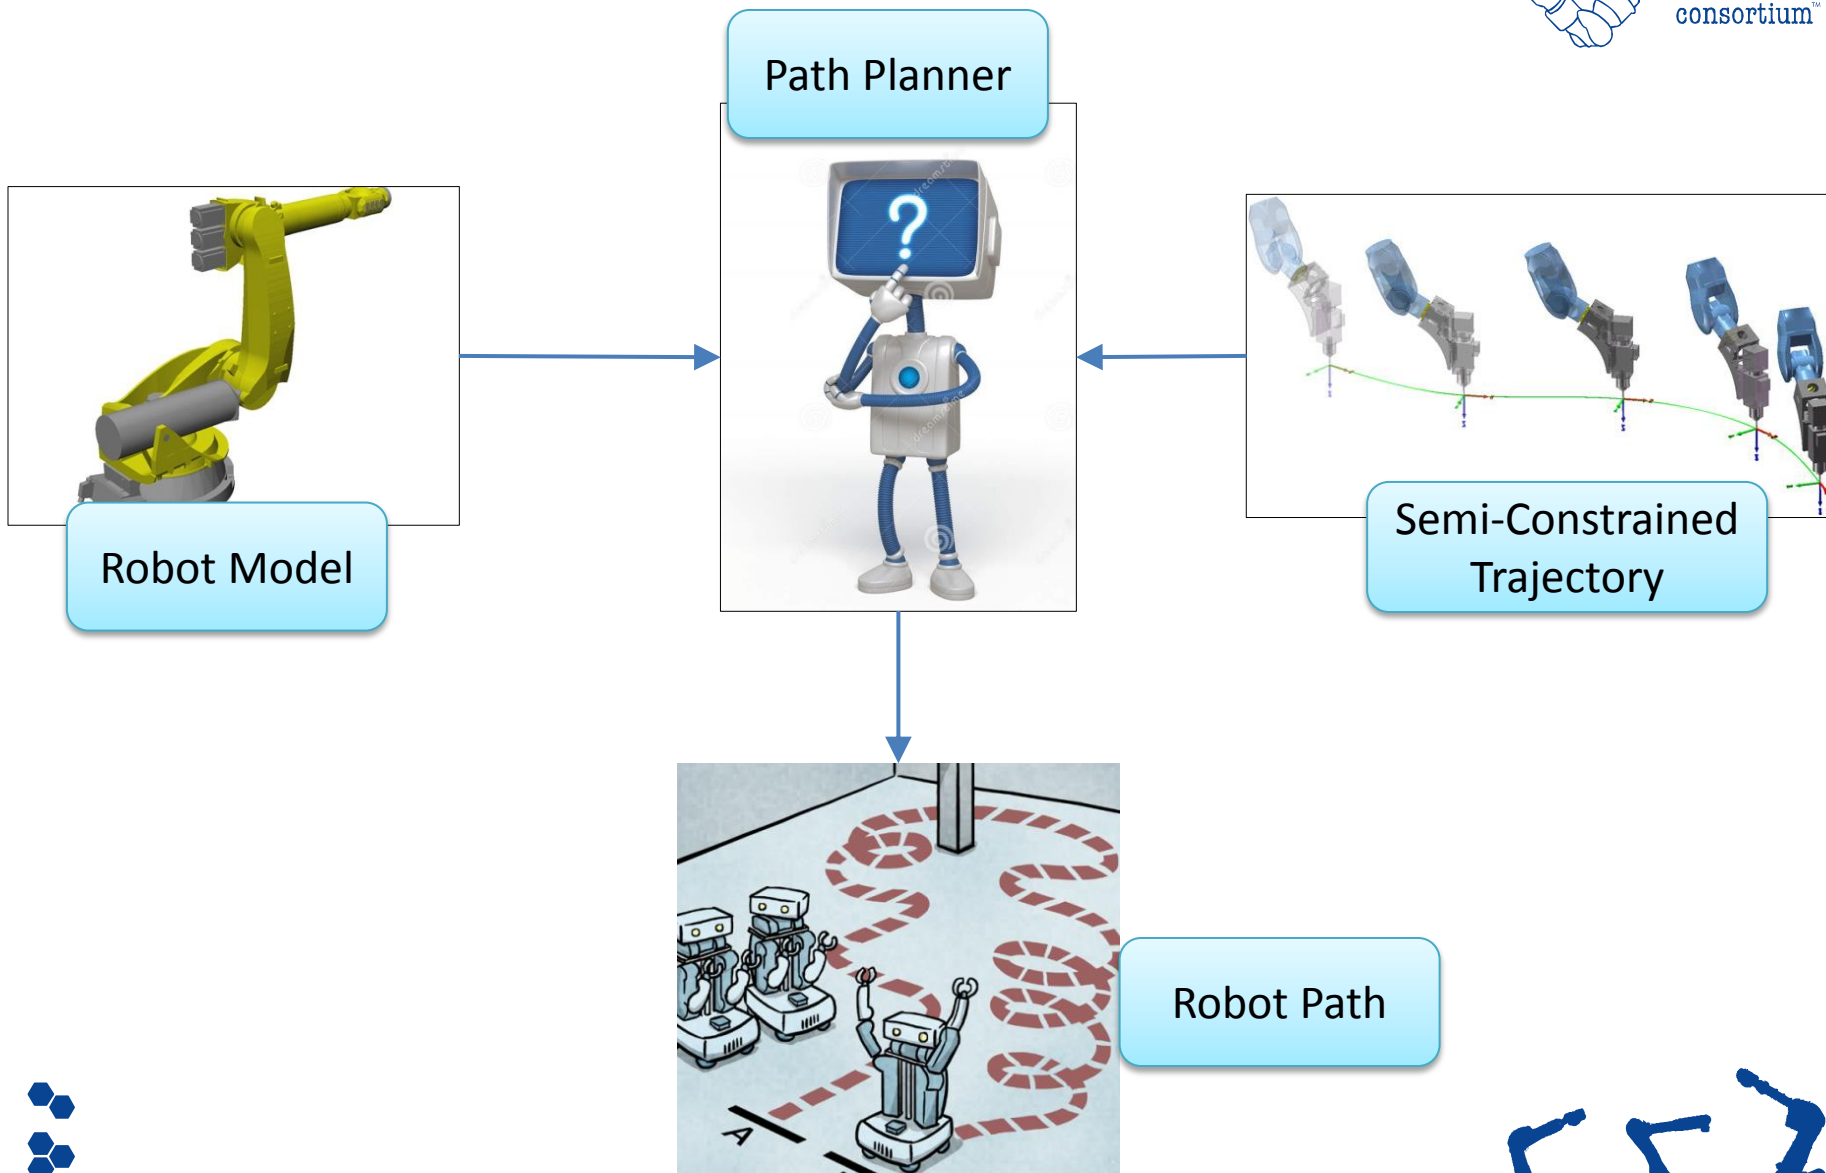 consortium™
Path Planner
Robot Model
Semi-Constrained
Trajectory
Robot Path
A